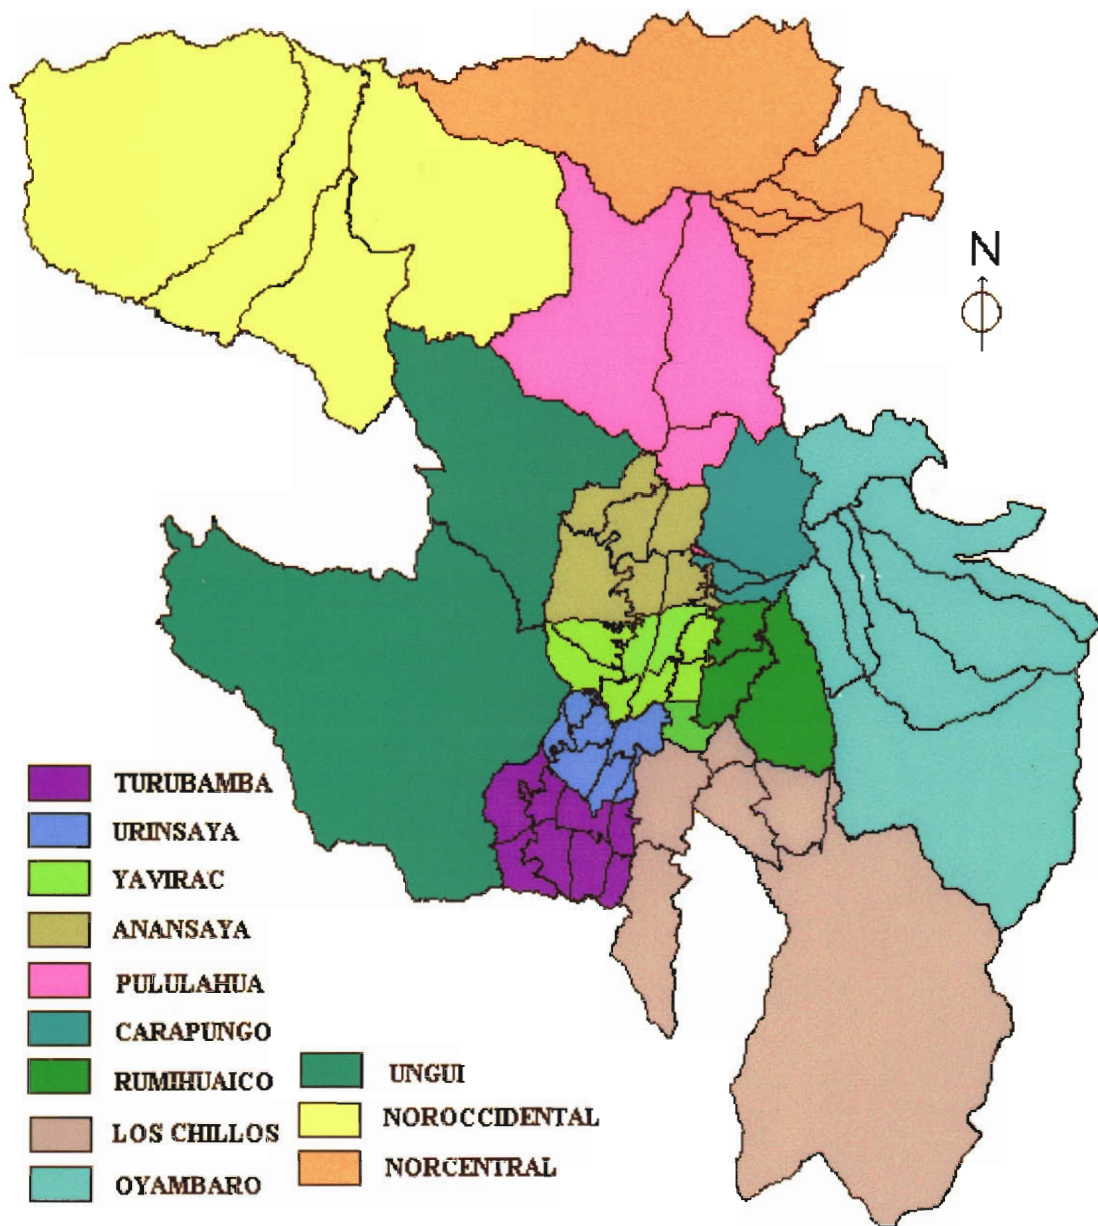 N
TURUBAMBA
URINSAYA
YAVIRAC
ANANSAYA
PULULAHUA
CARAPUNGO
RUMIHUAICO
LOS CHILLOS
OYAMBARO
UNGUI
NOROCCIDENTAL
NORCENTRAL